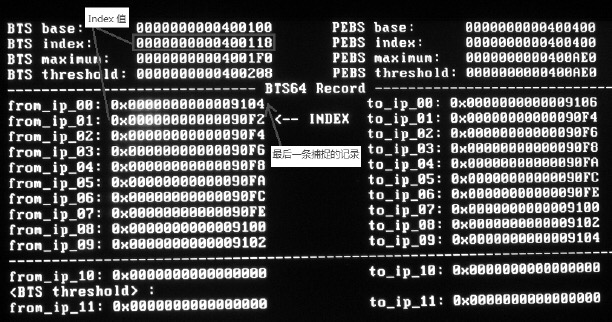 Index 值
BTS base: 0000000000400100 PEBS base: 0000000000400400
BTS index: 0000000000400118 PEBS index: 0000000000400400
BTS maximum: 00000000004001F0 PEBS maximum: 0000000000400AE0
BTS threshold: 0000000000400208 PEBS threshold: 0000000000400AE0
BTS64 Record
from_ip_00: 0x0000000000009104 to_ip_00: 0x0000000000009106
from_ip_01: 0x00000000000090F2 <-- INDEX to_ip_01: 0x00000000000090F4
from_ip_02: 0x00000000000090F4 to_ip_02: 0x00000000000090F6
from_ip_03: 0x00000000000090F6 to_ip_03: 0x00000000000090F8
最后一条捕捉的记录
from_ip_04: 0x00000000000090F8 to_ip_04: 0x00000000000090FA
from_ip_05: 0x00000000000090FA to_ip_05: 0x00000000000090FC
from_ip_06: 0x00000000000090FC to_ip_06: 0x00000000000090FE
from_ip_07: 0x00000000000090FE to_ip_07: 0x0000000000009100
from_ip_08: 0x0000000000009100 to_ip_08: 0x0000000000009102
from_ip_09: 0x0000000000009102 to_ip_09: 0x0000000000009104
from_ip_10: 0x0000000000000000 to_ip_10: 0x0000000000000000
<BTS threshold> :
from_ip_11: 0x0000000000000000 to_ip_11: 0x0000000000000000